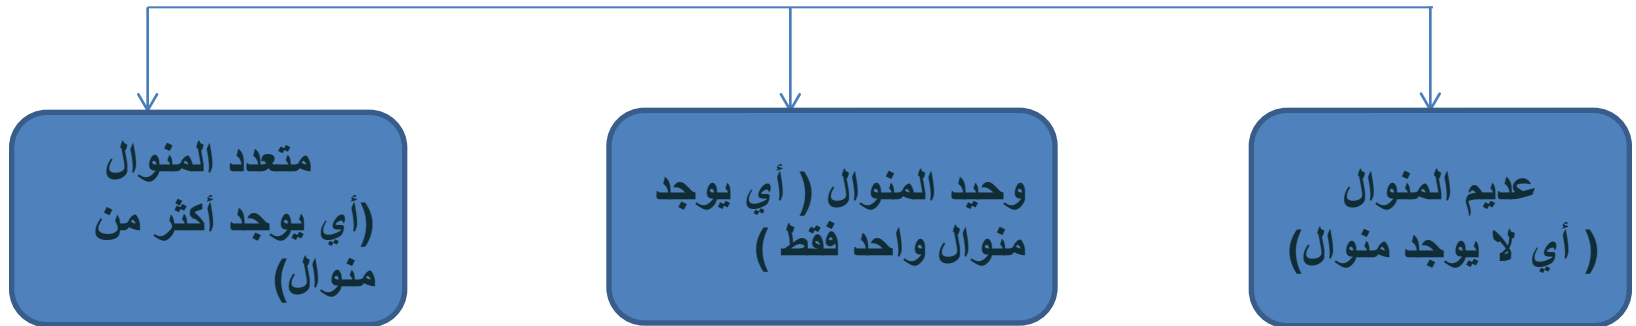 عديم المنوال
( أي لا يوجد منوال)
وحيد المنوال ( أي يوجد
منوال واحد فقط )
متعدد المنوال
(أي يوجد أكثر من
منوال)